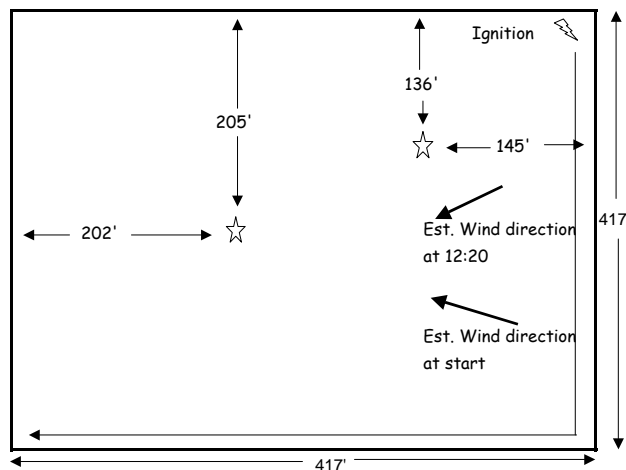 Ignition
136'
205'
145'
417
202'
Est. Wind direction
at 12:20
Est. Wind direction
at start
417'